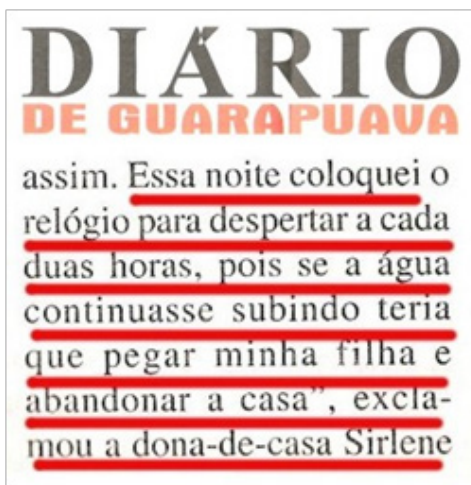 DIÁRIO
DE GUARAPUAVA
assim. Essa noite coloquei o
relógio para despertar a cada
duas horas, pois se a água
continuasse subindo teria
que pegar minha filha e
abandonar a casa”, excla-
mou a dona-de-casa Sirlene